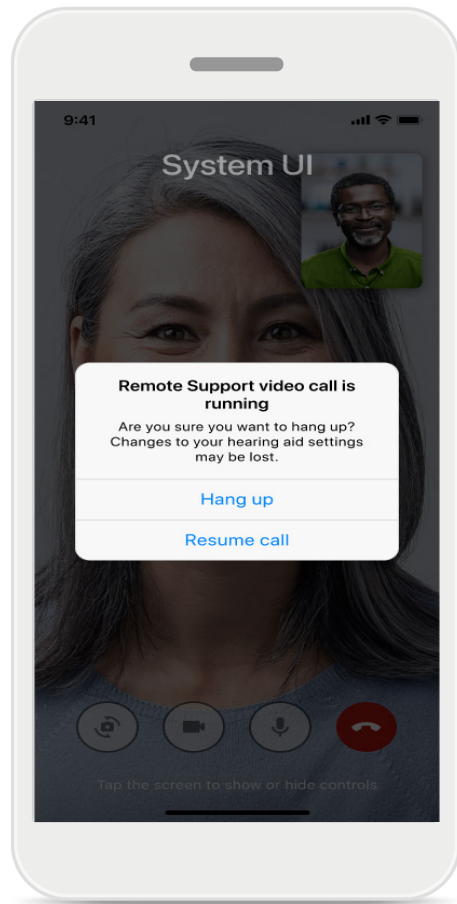 9:41
System UI
Remote Support video call is
running
Are you sure you want to hang up?
Changes to your hearing aid settings
may be lost.
Hang up
Resume call
Tap the screen to show or hide controls